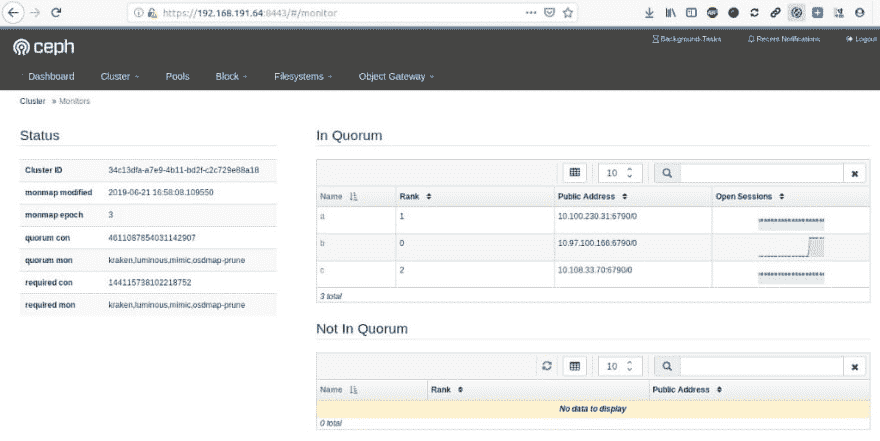 https://192.168.191.64:8443/#/monitor
ceph
Background-Tasks
Recent Notifications
Logout
Dashboard
Cluster
Pools
Block
Filesystems
Object Gateway
Cluster » Monitors
Status
Cluster ID 34c13dfa-a7e9-4b11-bd2f-c2c729e88a18
monmap modified 2019-06-21 16:58:08.109550
monmap epoch 3
quorum con 4611087854031142907
quorum mon kraken,luminous,mimic,osdmap-prune
required con 144115738102218752
required mon kraken,luminous,mimic,osdmap-prune
In Quorum
10
Name Rank Public Address Open Sessions
a 1 10.100.230.31:6790/0
b 0 10.97.100.166:6790/0
c 2 10.108.33.70:6790/0
3 total
Not In Quorum
10
Name Rank Public Address
No data to display
0 total